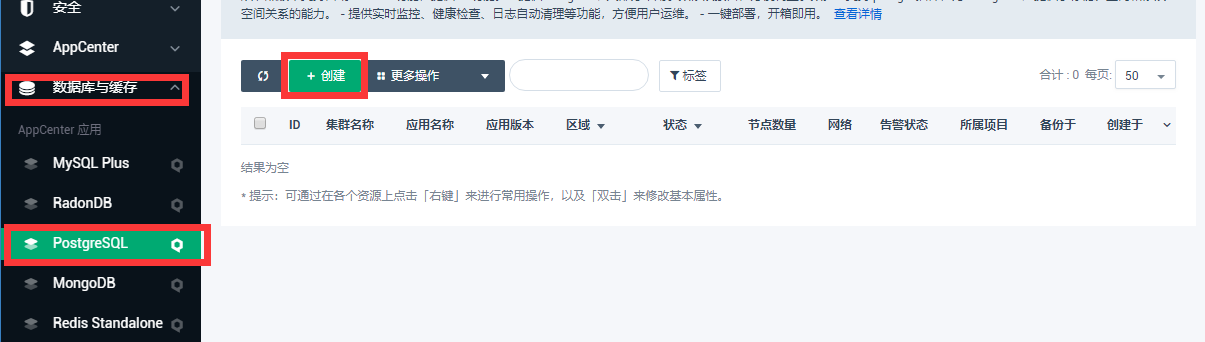 安全
AppCenter
数据库与缓存
AppCenter 应用
MySQL Plus
RadonDB
PostgreSQL
MongoDB
Redis Standalone
空间关系的能力。 - 提供实时监控、健康检查、日志自动清理等功能，方便用户运维。 - 一键部署，开箱即用。 查看详情
+ 创建
更多操作
标签
合计 : 0 每页: 50
ID 集群名称 应用名称 应用版本 区域 状态 节点数量 网络 告警状态 所属项目 备份于 创建于
结果为空
* 提示：可通过在各个资源上点击「右键」来进行常用操作，以及「双击」来修改基本属性。